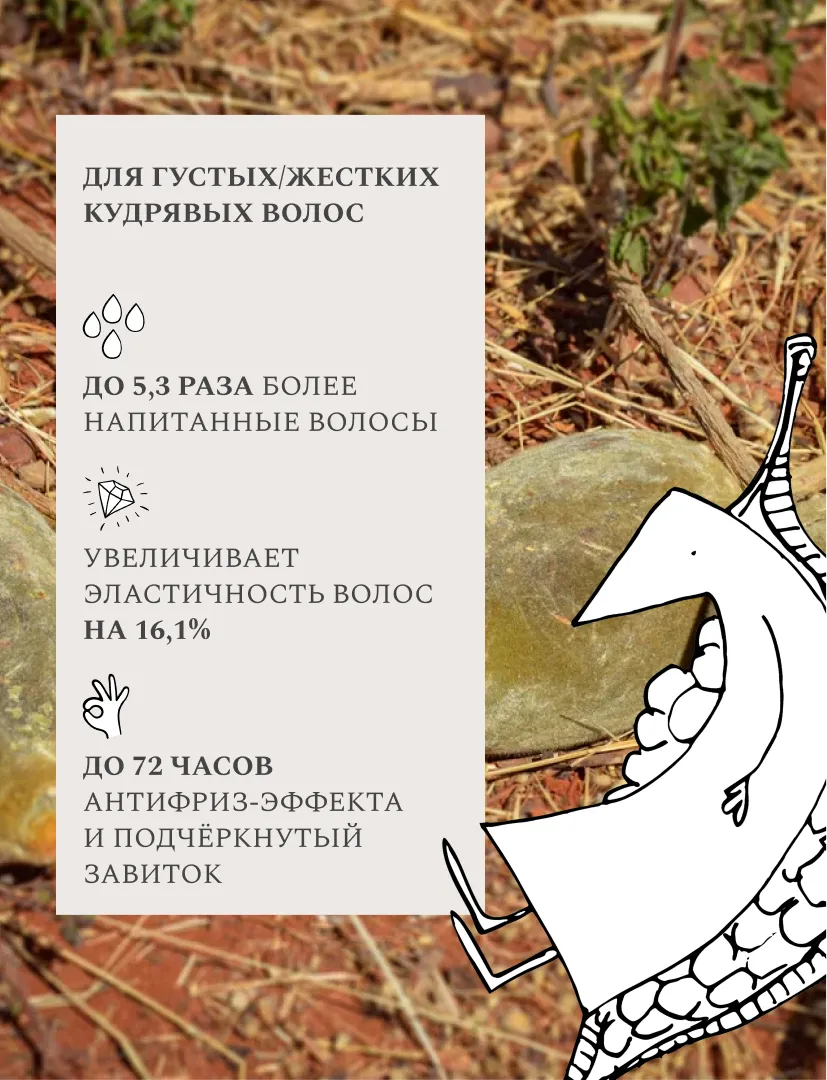 ДЛЯ ГУСТЫХ/ЖЕСТКИХ
КУДРЯВЫХ ВОЛОС
ДО 5,3 РАЗА БОЛЕЕ
НАПИТАННЫЕ ВОЛОСЫ
УВЕЛИЧИВАЕТ
ЭЛАСТИЧНОСТЬ ВОЛОС
НА 16,1%
ДО 72 ЧАСОВ
АНТИФРИЗ-ЭФФЕКТА
И ПОДЧЁРКНУТЫЙ
ЗАВИТОК